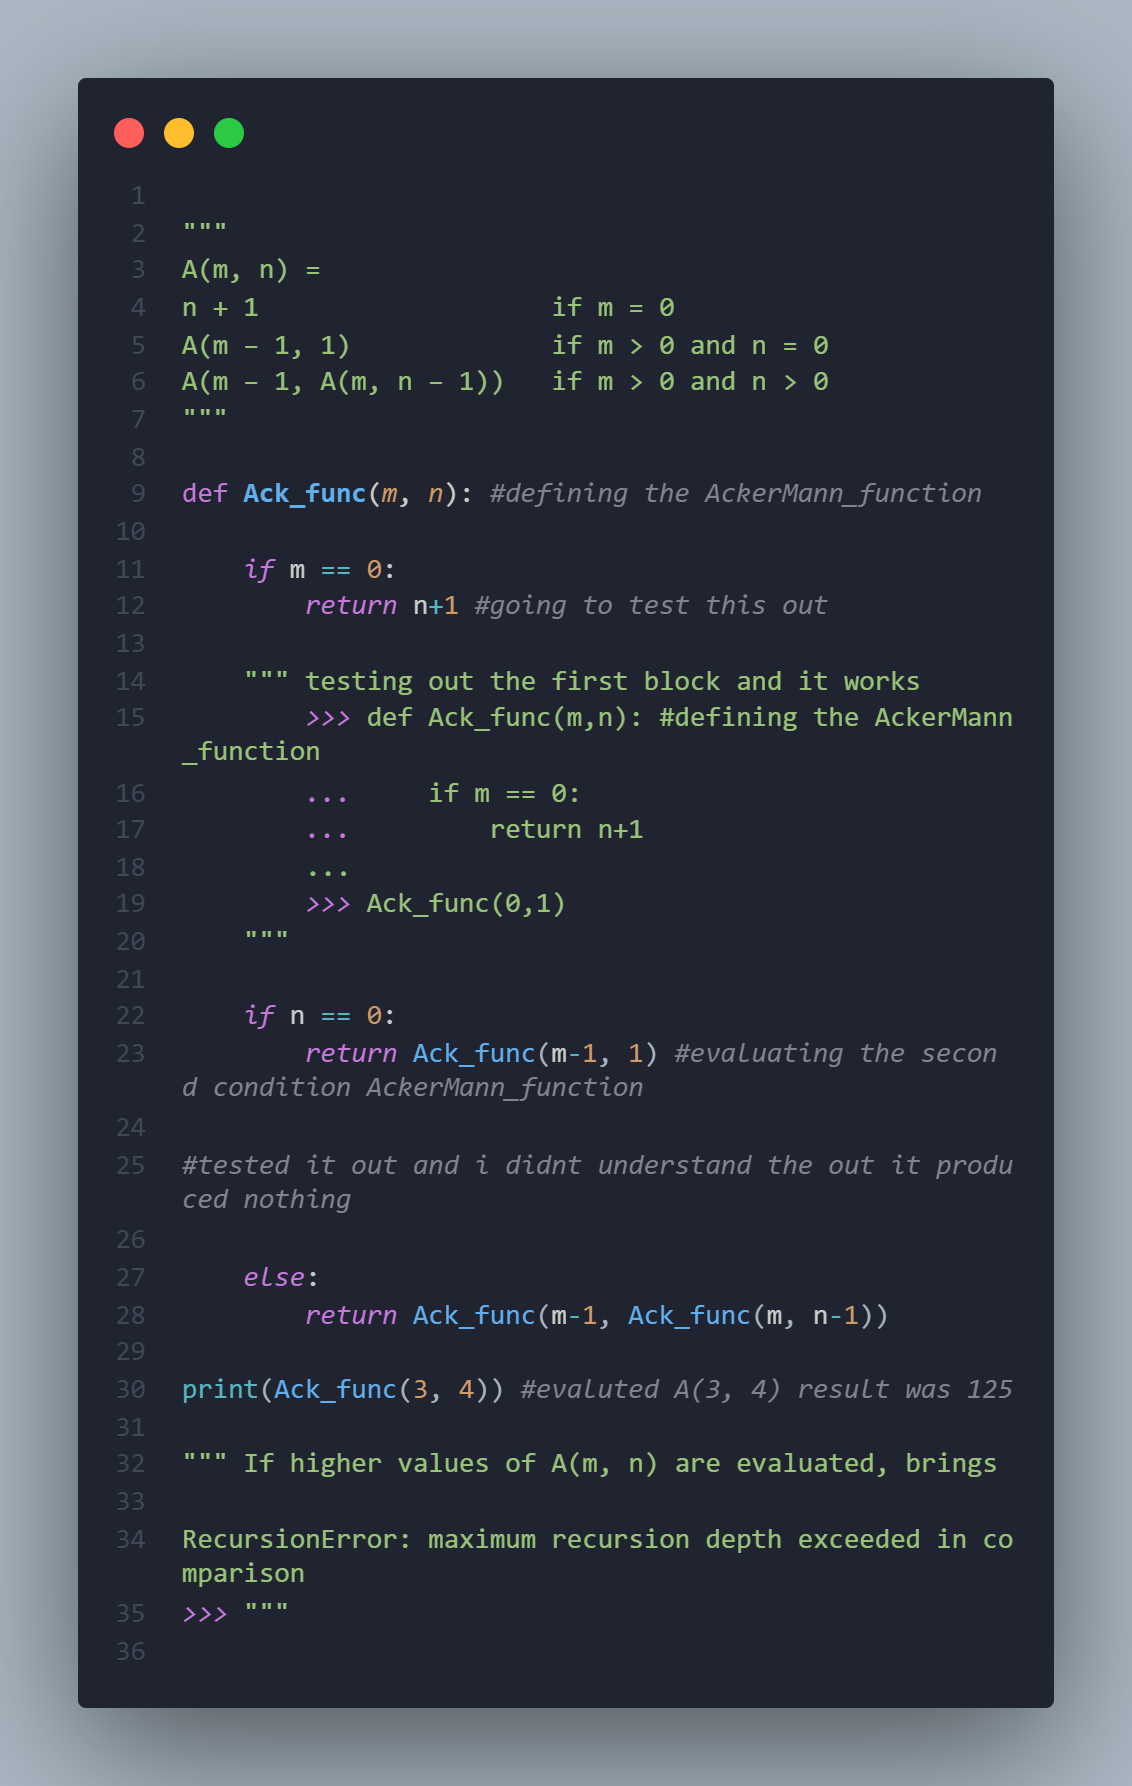 1
2 """
3 A(m, n) =
4 n + 1                   if m = 0
5 A(m – 1, 1)             if m > 0 and n = 0
6 A(m – 1, A(m, n – 1))   if m > 0 and n > 0
7 """
8
9 def Ack_func(m, n): #defining the AckerMann_function
10
11     if m == 0:
12         return n+1 #going to test this out
13
14     """ testing out the first block and it works
15         >>> def Ack_func(m,n): #defining the AckerMann
_function
16         ...     if m == 0:
17         ...         return n+1
18         ...
19         >>> Ack_func(0,1)
20     """
21
22     if n == 0:
23         return Ack_func(m-1, 1) #evaluating the secon
d condition AckerMann_function
24
25 #tested it out and i didnt understand the out it produ
ced nothing
26
27     else:
28         return Ack_func(m-1, Ack_func(m, n-1))
29
30 print(Ack_func(3, 4)) #evaluted A(3, 4) result was 125
31
32 """ If higher values of A(m, n) are evaluated, brings
33
34 RecursionError: maximum recursion depth exceeded in co
mparison
35 >>> """
36